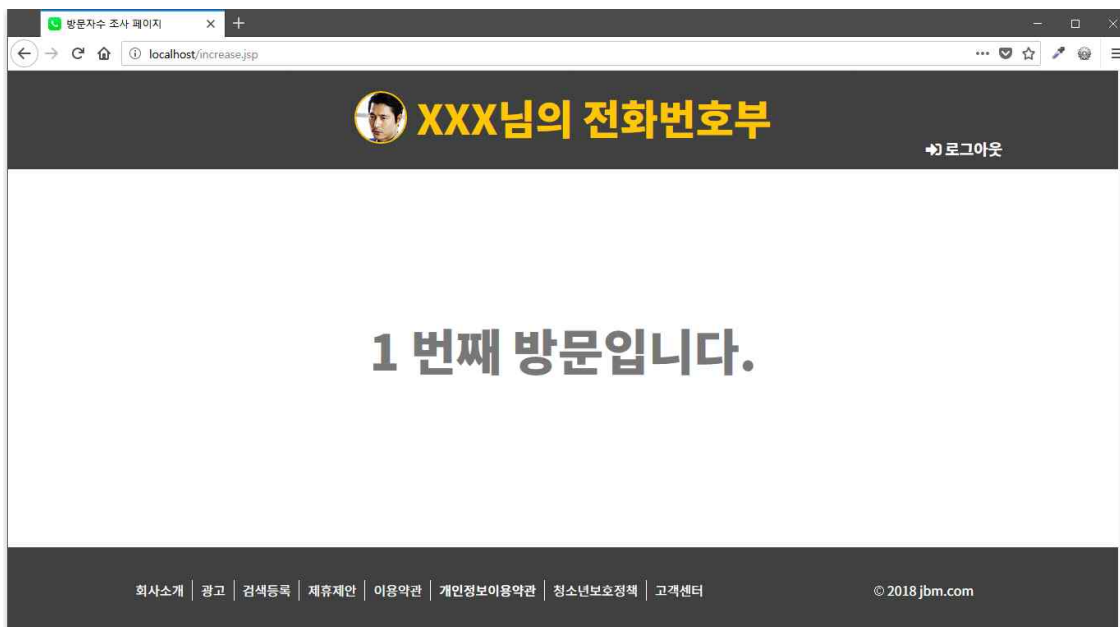 방문자수 조사 페이지
localhost/increase.jsp
XXX님의 전화번호부
로그아웃
1 번째 방문입니다.
회사소개 | 광고 | 검색등록 | 제휴제안 | 이용약관 | 개인정보이용약관 | 청소년보호정책 | 고객센터 © 2018 jbm.com